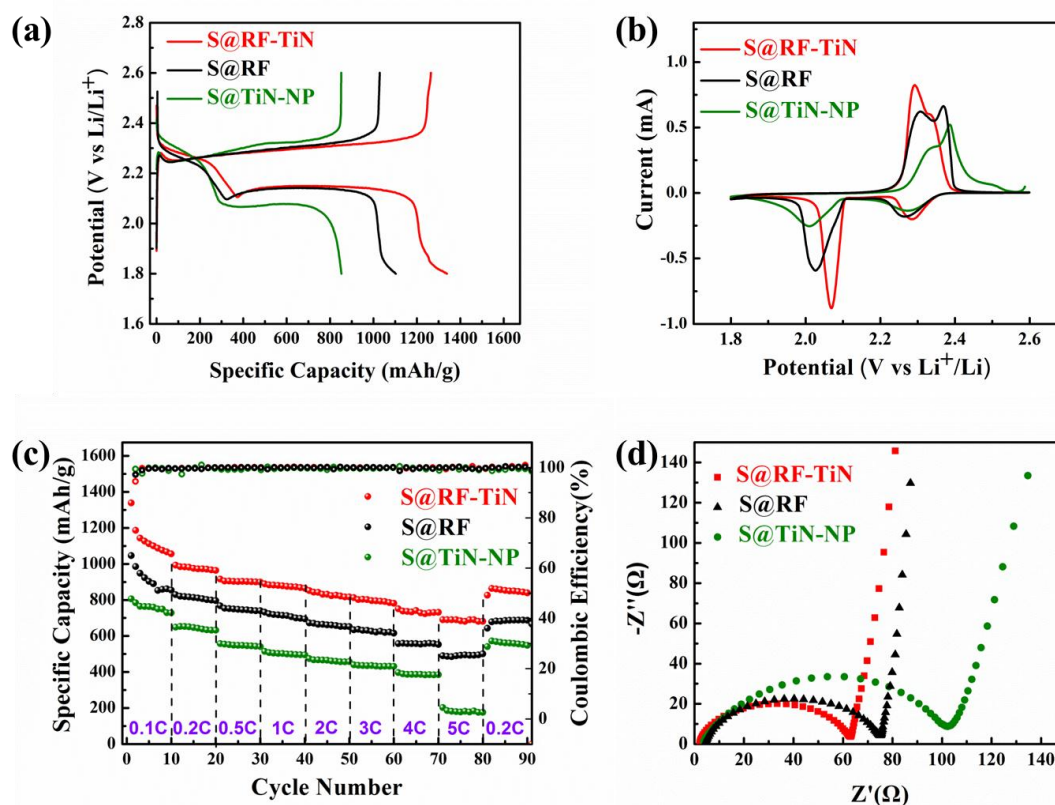 (a)
S@RF-TiN
S@RF
S@TiN-NP
2.8
2.6
2.4
2.2
2.0
1.8
1.6
Potential (V vs Li/Li⁺)
0 200 400 600 800 1000 1200 1400 1600
Specific Capacity (mAh/g)
(b)
S@RF-TiN
S@RF
S@TiN-NP
1.0
0.5
0.0
-0.5
-1.0
Current (mA)
1.8 2.0 2.2 2.4 2.6
Potential (V vs Li⁺/Li)
(c)
1600
1400
1200
1000
800
600
400
200
0
Specific Capacity (mAh/g)
S@RF-TiN
S@RF
S@TiN-NP
100
80
60
40
20
0
Coulombic Efficiency(%)
0.1C 0.2C 0.5C 1C 2C 3C 4C 5C 0.2C
0 10 20 30 40 50 60 70 80 90
Cycle Number
(d)
S@RF-TiN
S@RF
S@TiN-NP
140
120
100
80
60
40
20
0
-Z''(Ω)
0 20 40 60 80 100 120 140
Z'(Ω)